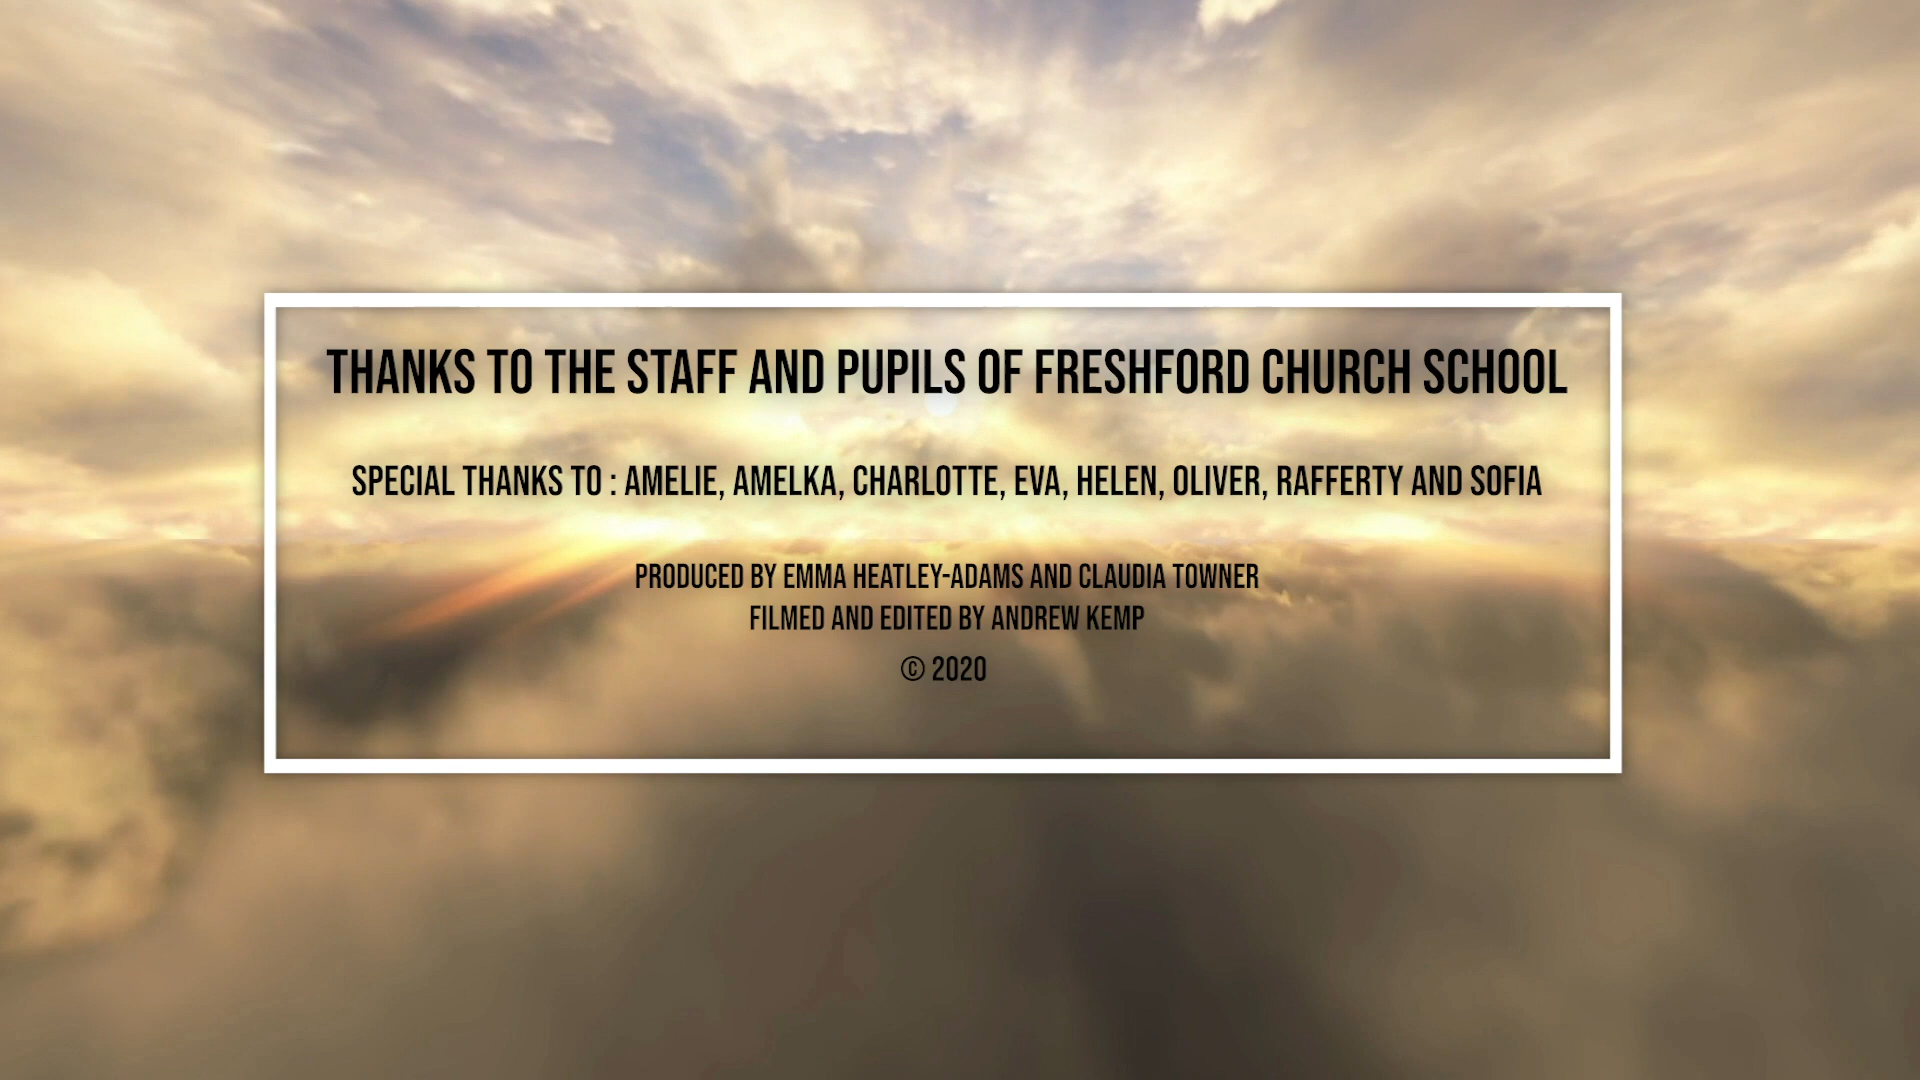 THANKS TO THE STAFF AND PUPILS OF FRESHFORD CHURCH SCHOOL
SPECIAL THANKS TO : AMELIE, AMELKA, CHARLOTTE, EVA, HELEN, OLIVER, RAFFERTY AND SOFIA
PRODUCED BY EMMA HEATLEY-ADAMS AND CLAUDIA TOWNER
FILMED AND EDITED BY ANDREW KEMP
© 2020